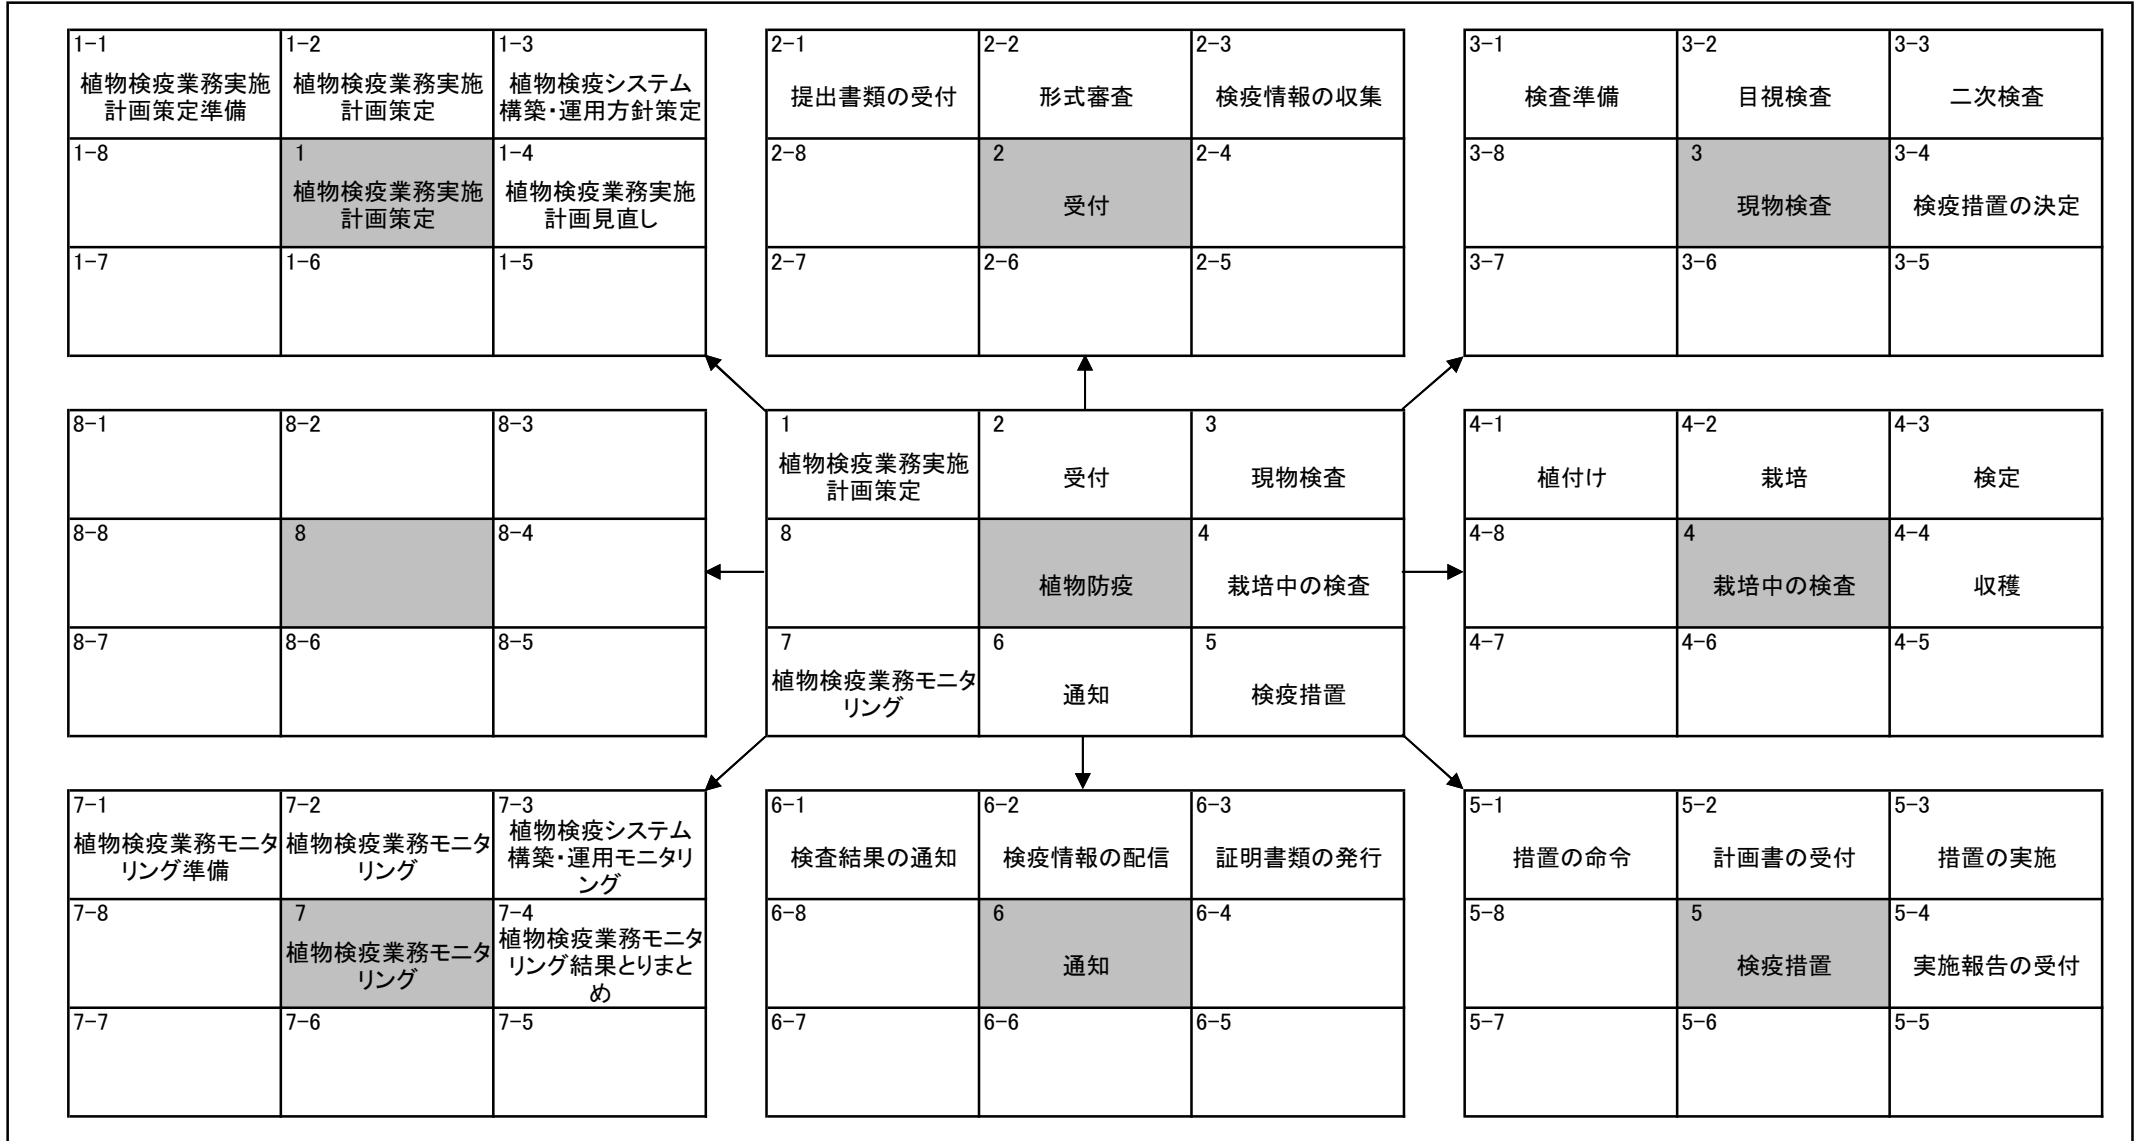 1-1
植物検疫業務実施
計画策定準備
1-2
植物検疫業務実施
計画策定
1-3
植物検疫システム
構築・運用方針策定
1-8
1
植物検疫業務実施
計画策定
1-4
植物検疫業務実施
計画見直し
1-7
1-6
1-5
2-1
提出書類の受付
2-2
形式審査
2-3
検疫情報の収集
2-8
2
受付
2-4
2-7
2-6
2-5
3-1
検査準備
3-2
目視検査
3-3
二次検査
3-8
3
現物検査
3-4
検疫措置の決定
3-7
3-6
3-5
8-1
8-2
8-3
8-8
8
8-4
8-7
8-6
8-5
1
植物検疫業務実施
計画策定
2
受付
3
現物検査
8
植物防疫
4
栽培中の検査
7
植物検疫業務モニタ
リング
6
通知
5
検疫措置
4-1
植付け
4-2
栽培
4-3
検定
4-8
4
栽培中の検査
4-4
収穫
4-7
4-6
4-5
7-1
植物検疫業務モニタ
リング準備
7-2
植物検疫業務モニタ
リング
7-3
植物検疫システム
構築・運用モニタリ
ング
7-8
7
植物検疫業務モニタ
リング
7-4
植物検疫業務モニタ
リング結果とりまと
め
7-7
7-6
7-5
6-1
検査結果の通知
6-2
検疫情報の配信
6-3
証明書類の発行
6-8
6
通知
6-4
6-7
6-6
6-5
5-1
措置の命令
5-2
計画書の受付
5-3
措置の実施
5-8
5
検疫措置
5-4
実施報告の受付
5-7
5-6
5-5